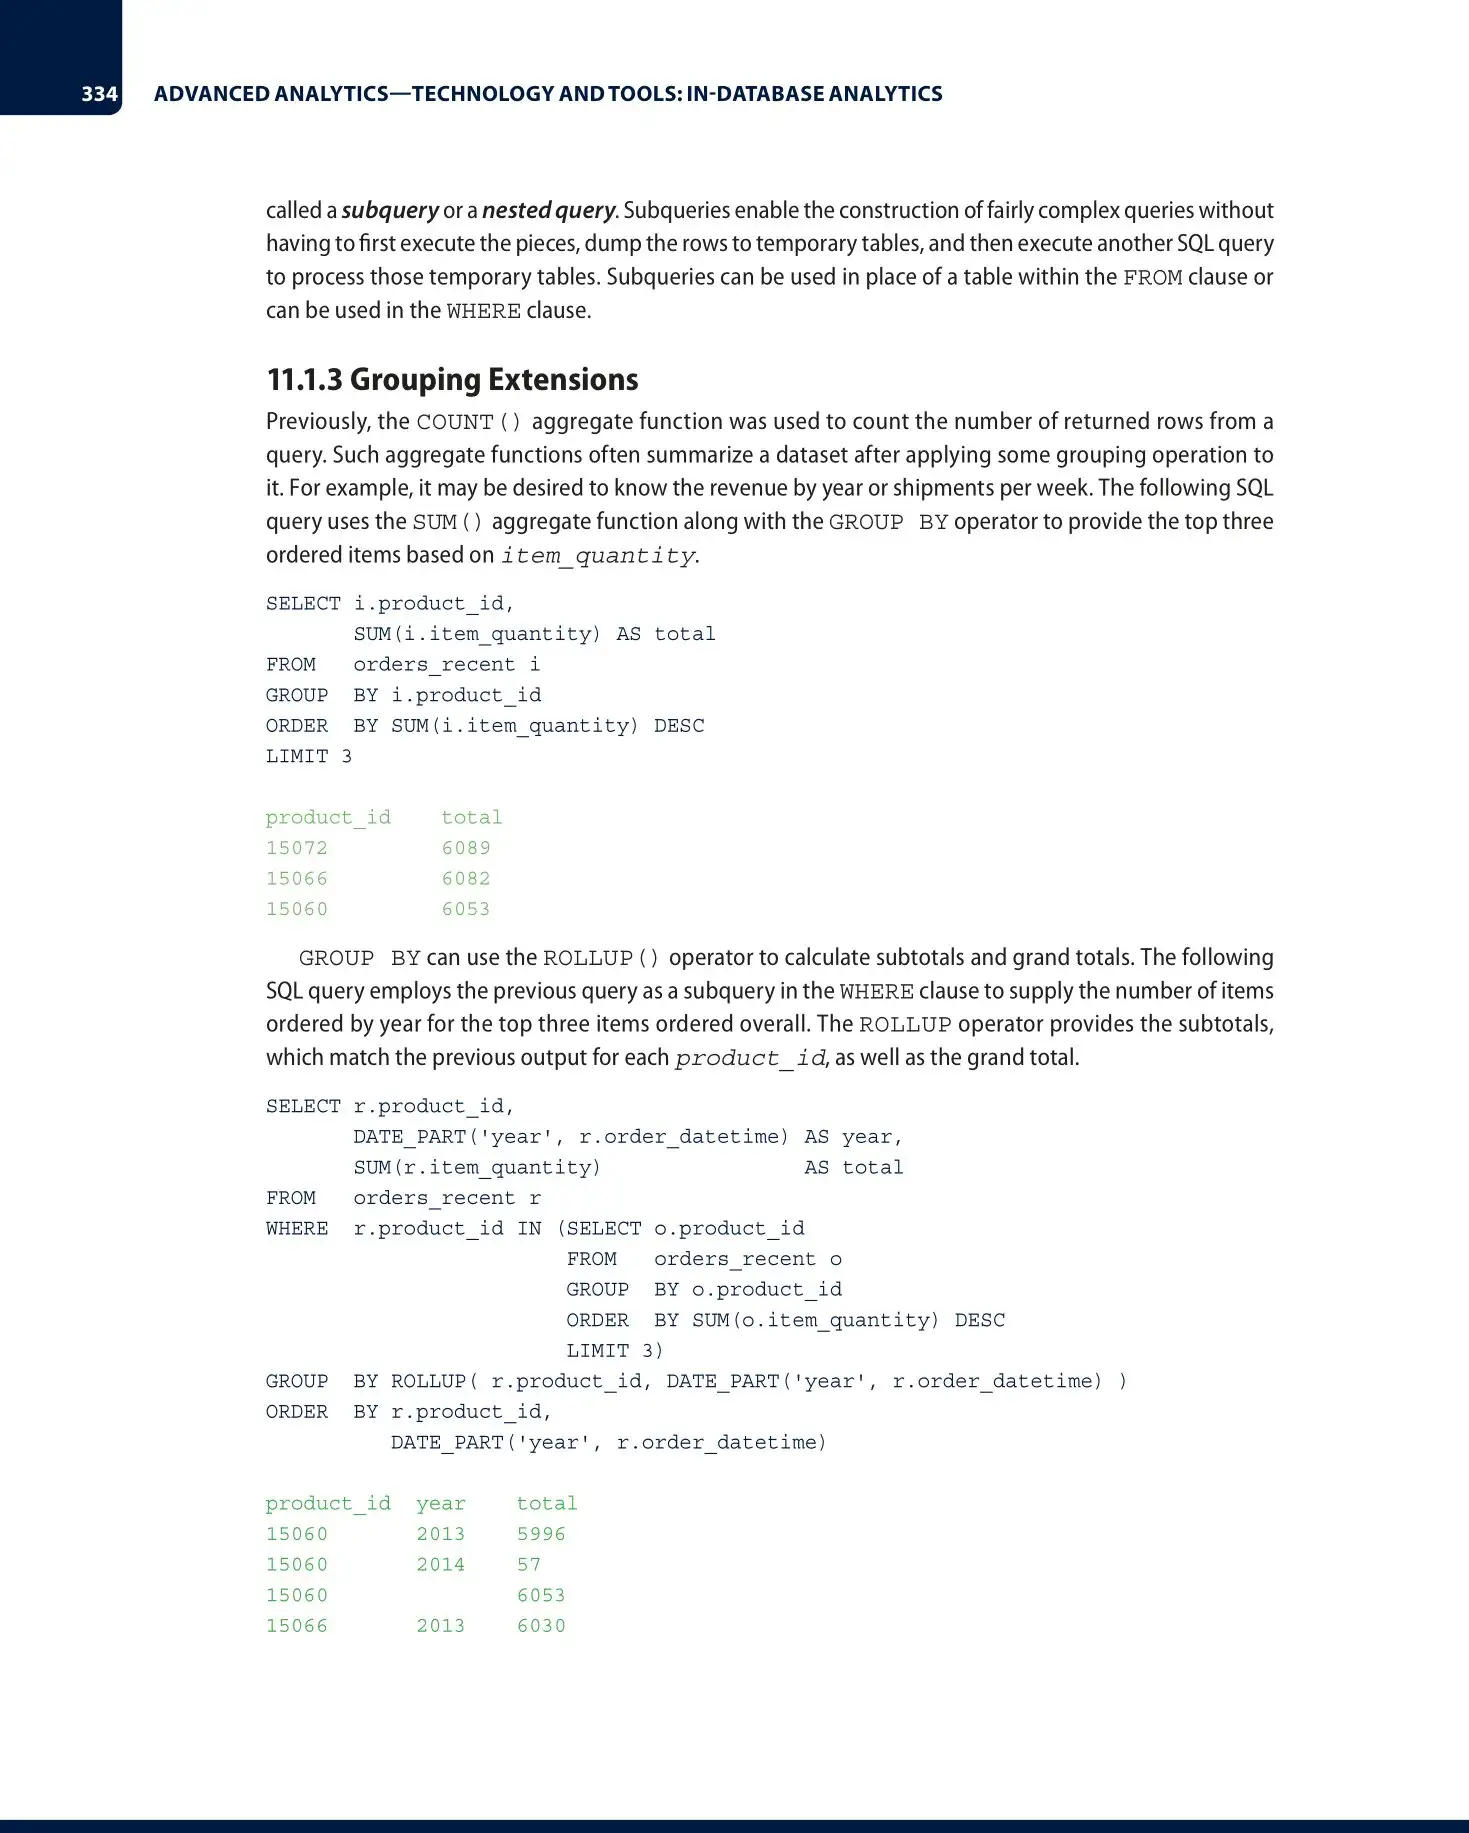 334 ADVANCED ANALYTICS—TECHNOLOGY AND TOOLS: IN-DATABASE ANALYTICS
called a subquery or a nested query. Subqueries enable the construction of fairly complex queries without
having to first execute the pieces, dump the rows to temporary tables, and then execute another SQL query
to process those temporary tables. Subqueries can be used in place of a table within the FROM clause or
can be used in the WHERE clause.
11.1.3 Grouping Extensions
Previously, the COUNT() aggregate function was used to count the number of returned rows from a
query. Such aggregate functions often summarize a dataset after applying some grouping operation to
it. For example, it may be desired to know the revenue by year or shipments per week. The following SQL
query uses the SUM() aggregate function along with the GROUP BY operator to provide the top three
ordered items based on item_quantity.
SELECT i.product_id,
       SUM(i.item_quantity) AS total
FROM   orders_recent i
GROUP  BY i.product_id
ORDER  BY SUM(i.item_quantity) DESC
LIMIT 3
product_id    total
15072         6089
15066         6082
15060         6053
GROUP BY can use the ROLLUP() operator to calculate subtotals and grand totals. The following
SQL query employs the previous query as a subquery in the WHERE clause to supply the number of items
ordered by year for the top three items ordered overall. The ROLLUP operator provides the subtotals,
which match the previous output for each product_id, as well as the grand total.
SELECT r.product_id,
       DATE_PART('year', r.order_datetime) AS year,
       SUM(r.item_quantity)                AS total
FROM   orders_recent r
WHERE  r.product_id IN (SELECT o.product_id
                        FROM   orders_recent o
                        GROUP  BY o.product_id
                        ORDER  BY SUM(o.item_quantity) DESC
                        LIMIT 3)
GROUP  BY ROLLUP( r.product_id, DATE_PART('year', r.order_datetime) )
ORDER  BY r.product_id,
          DATE_PART('year', r.order_datetime)
product_id  year    total
15060       2013    5996
15060       2014    57
15060               6053
15066       2013    6030